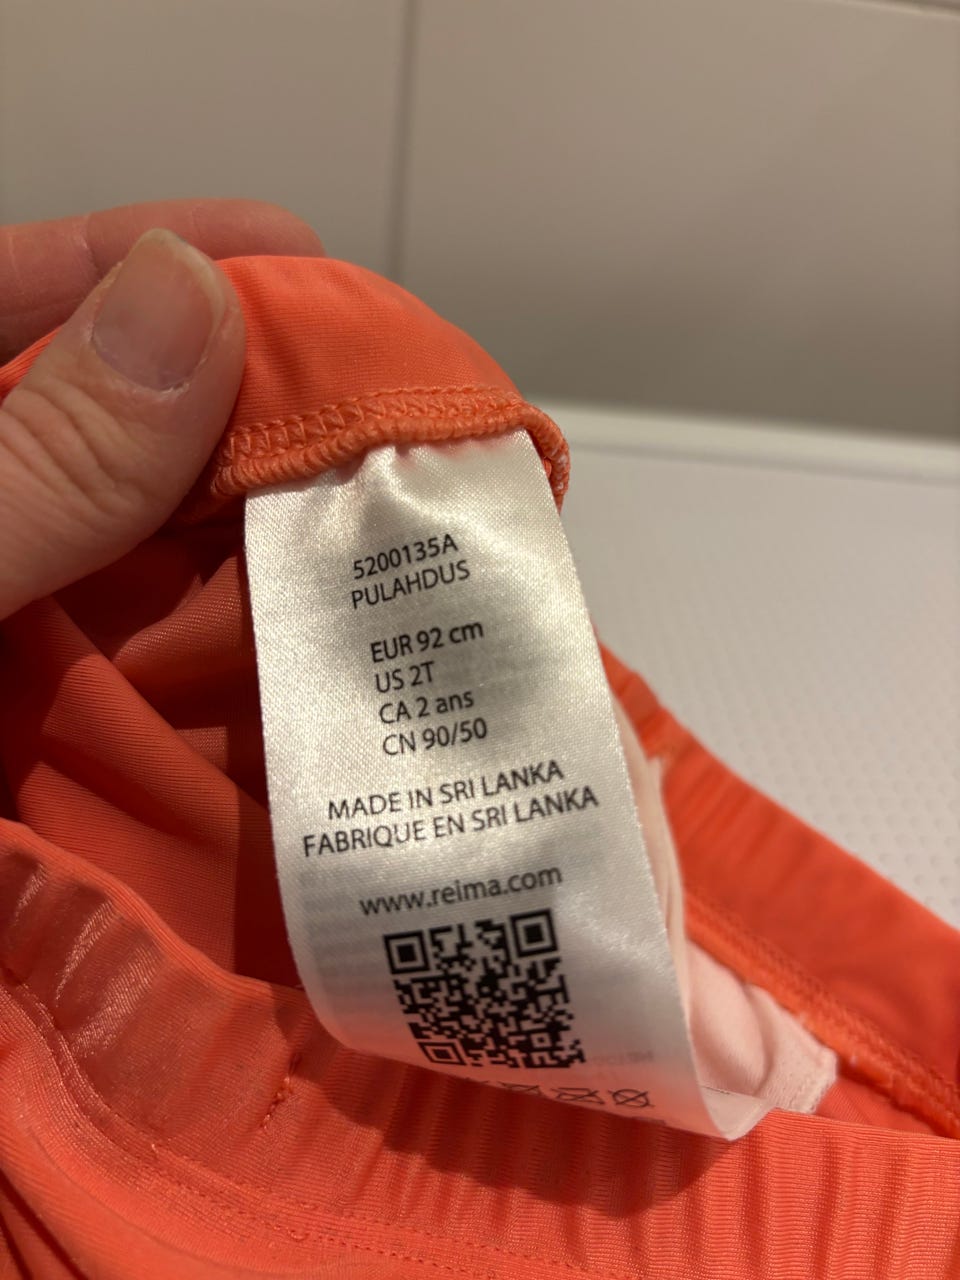 5200135A
PULAHDUS
EUR 92 cm
US 2T
CA 2 ans
CN 90/50
MADE IN SRI LANKA
FABRIQUE EN SRI LANKA
www.reima.com